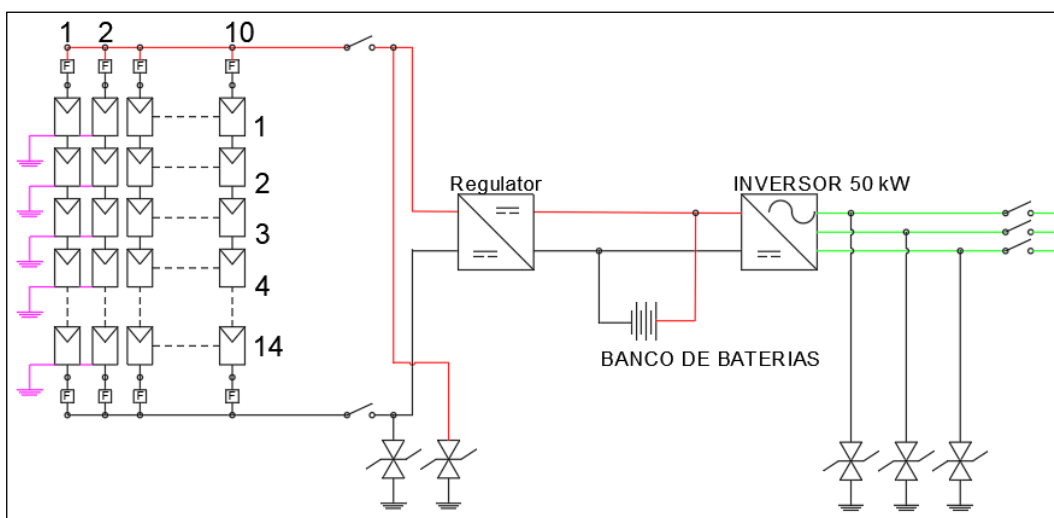 1 2 10
F F F F
1
2
3
4
14
F F F F
Regulator
INVERSOR 50 kW
BANCO DE BATERIAS